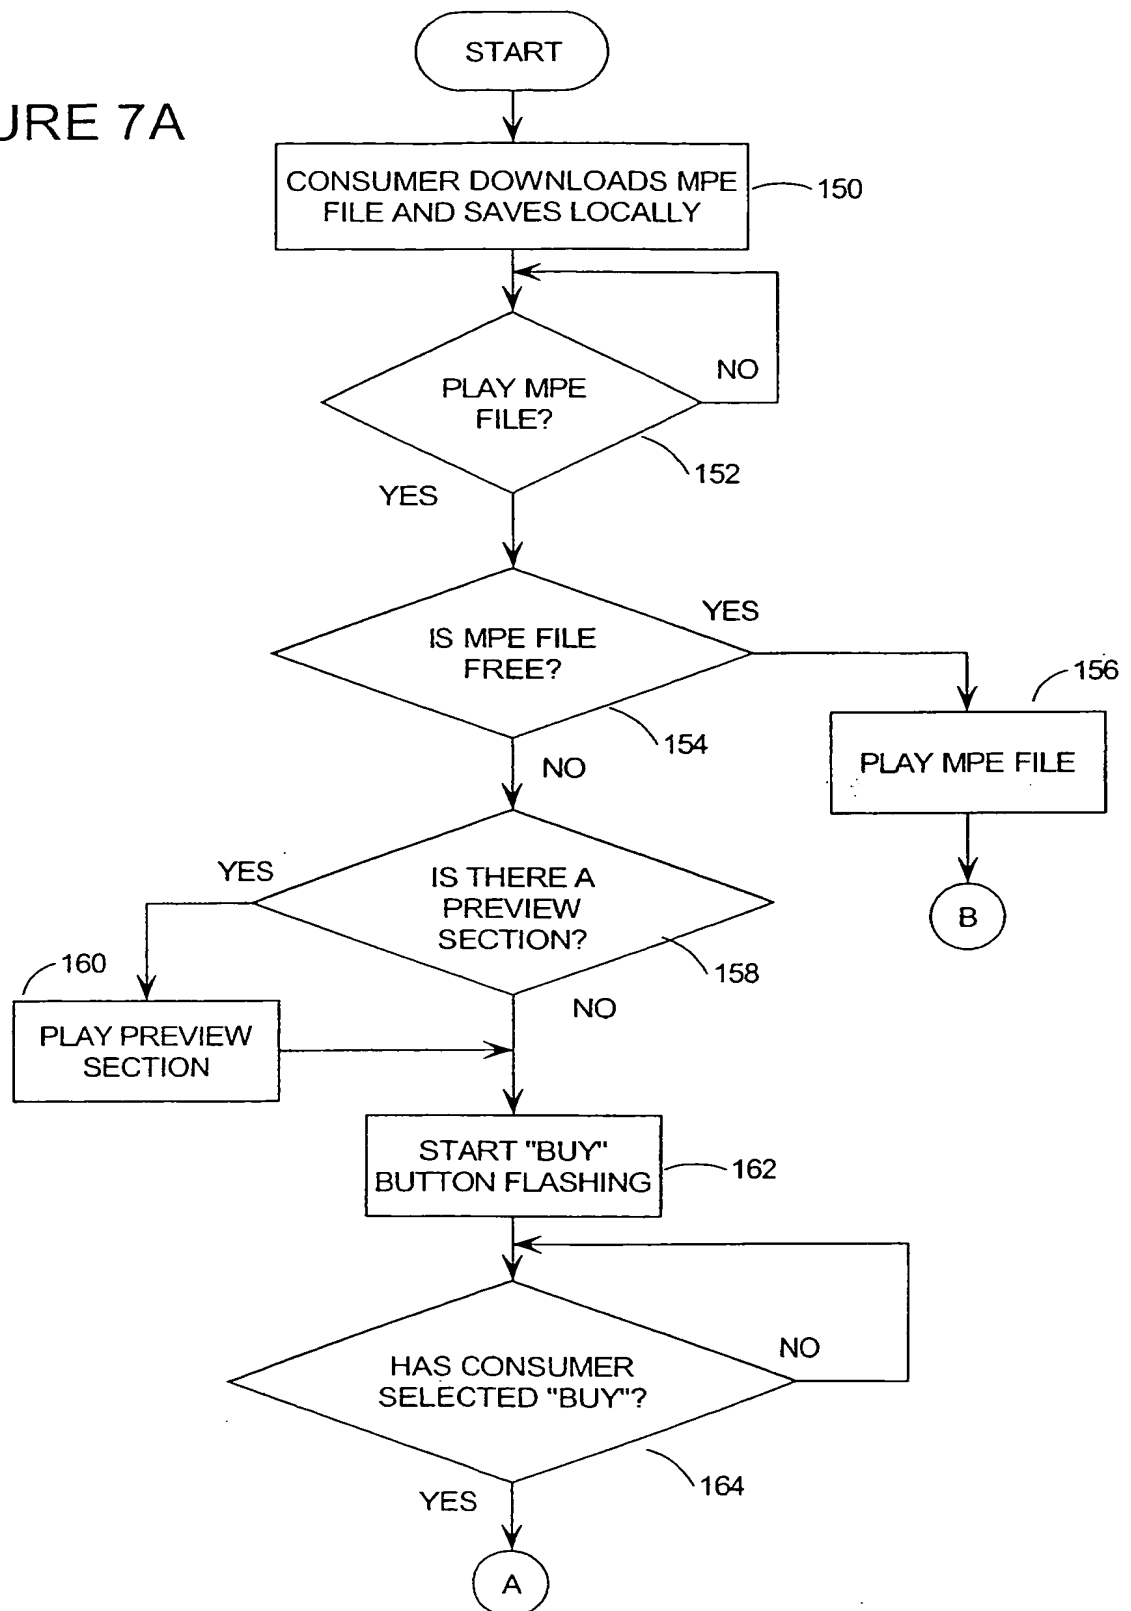 START
URE 7A
CONSUMER DOWNLOADS MPE
FILE AND SAVES LOCALLY
150
PLAY MPE
FILE?
NO
152
YES
IS MPE FILE
FREE?
YES
154
NO
156
PLAY MPE FILE
B
IS THERE A
PREVIEW
SECTION?
YES
158
NO
160
PLAY PREVIEW
SECTION
START "BUY"
BUTTON FLASHING
162
HAS CONSUMER
SELECTED "BUY"?
NO
164
YES
A